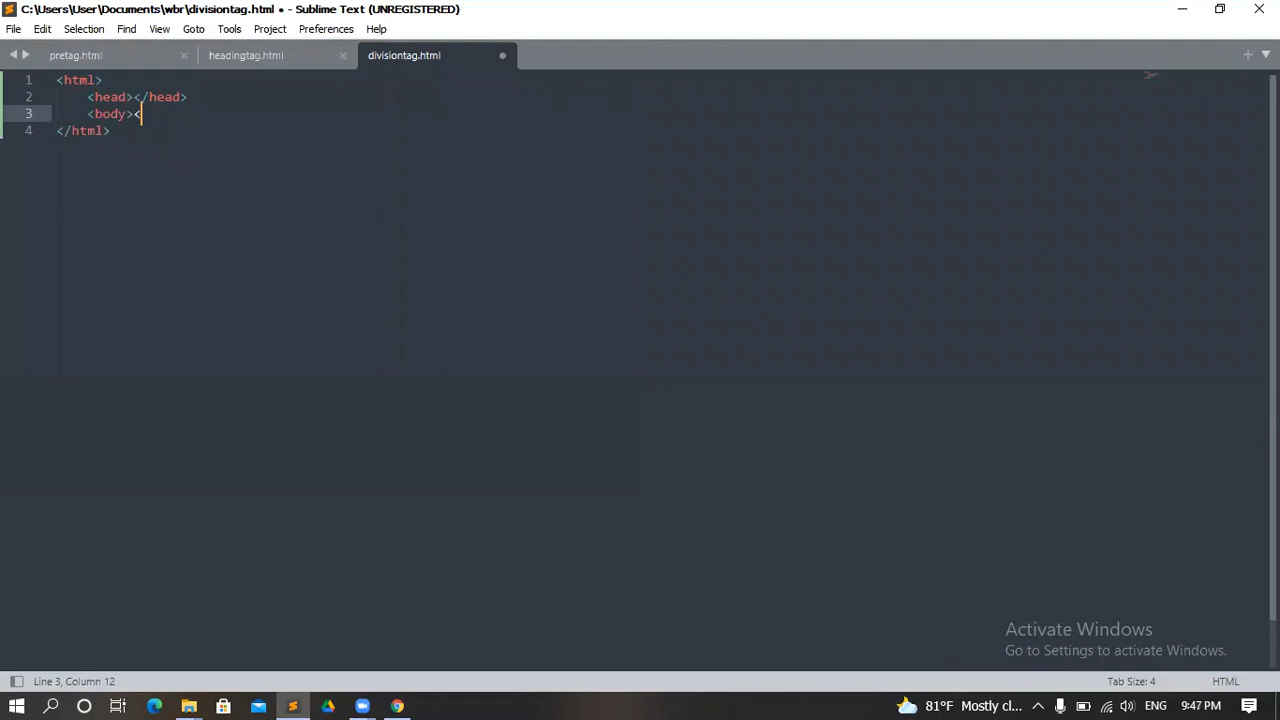 C:\Users\User\Documents\wbr\divisiontag.html • - Sublime Text (UNREGISTERED)
File Edit Selection Find View Goto Tools Project Preferences Help
pretag.html headingtag.html divisiontag.html
1 <html>
2 <head></head>
3 <body><
4 </html>
Activate Windows
Go to Settings to activate Windows.
Line 3, Column 12 Tab Size: 4 HTML
81°F Mostly cl... ENG 9:47 PM